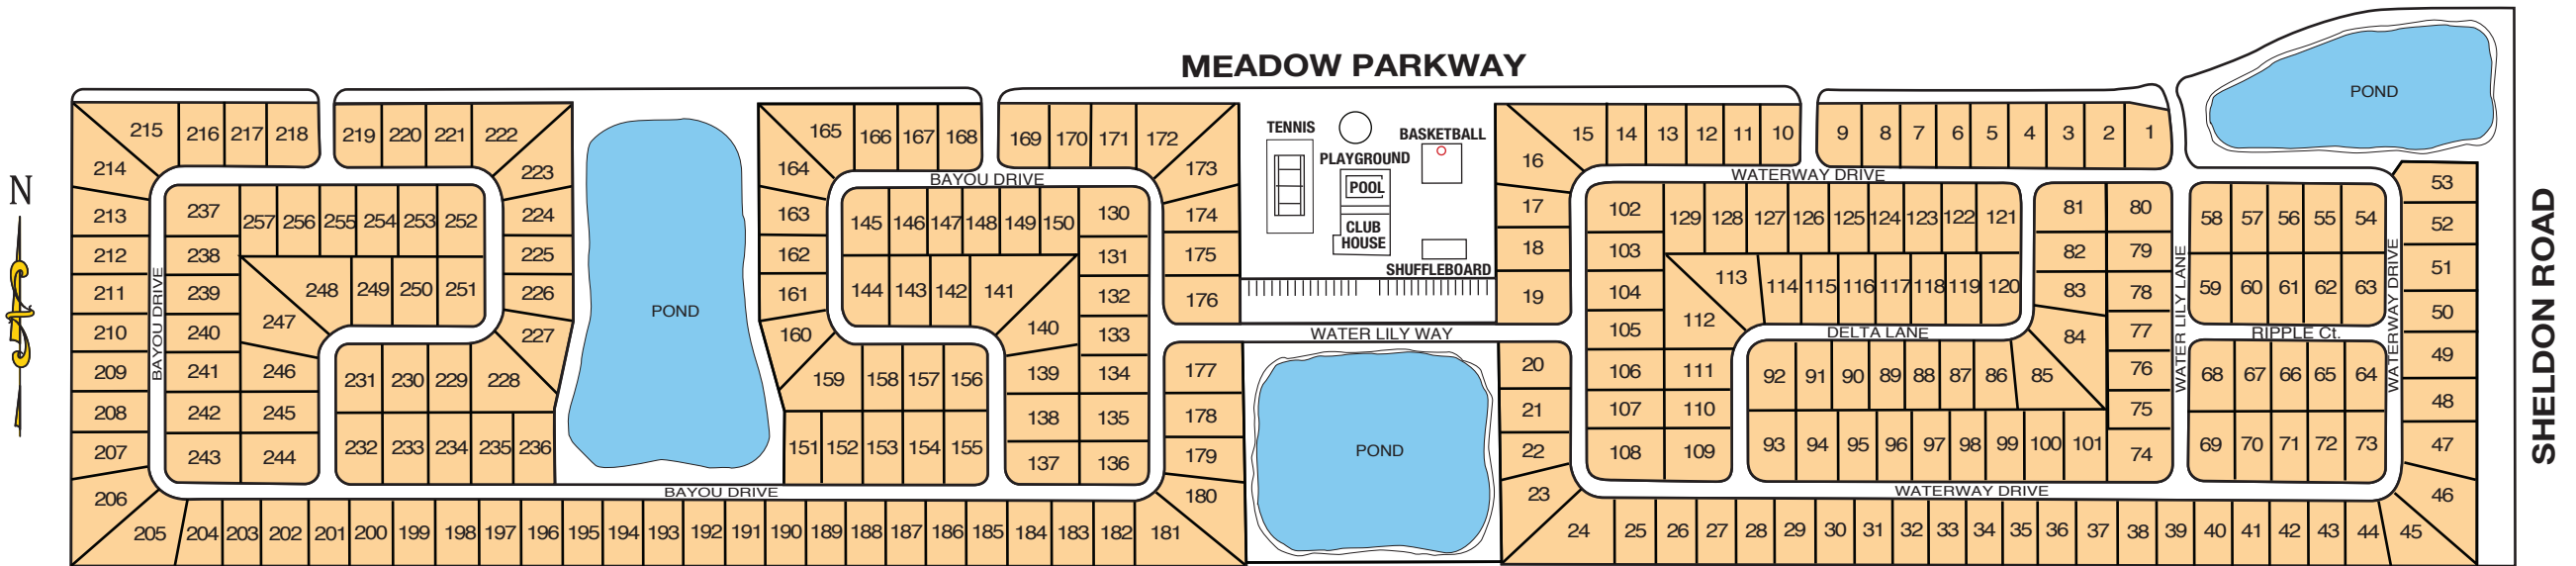 MEADOW PARKWAY
POND
215 216 217 218 219 220 221 222
165 166 167 168 169 170 171 172
TENNIS
BASKETBALL
PLAYGROUND
15 14 13 12 11 10 9 8 7 6 5 4 3 2 1
214 223 164 173 16
BAYOU DRIVE
WATERWAY DRIVE
53
N
POOL
213 237 257 256 255 254 253 252 224
163 145 146 147 148 149 150 130 174
17 102 129 128 127 126 125 124 123 122 121 81 80 58 57 56 55 54 52
CLUB
HOUSE
212 238 225 162 131 175 18 103 82 79
SHUFFLEBOARD
51
211 239 248 249 250 251 226 161 144 143 142 141 132 176
19 104 113 114 115 116 117 118 119 120 83 78 59 60 61 62 63
BAYOU DRIVE
WATER LILY LANE
WATERWAY DRIVE
SHELDON ROAD
POND
50
210 240 247 227 160 140 133
WATER LILY WAY
105 112
DELTA LANE
84 77
RIPPLE Ct.
209 241 246 231 230 229 228 159 158 157 156 139 134 177
20 106 111 92 91 90 89 88 87 86 85 76 68 67 66 65 64 49
208 242 245 138 135 178 21 107 110 75 48
207 243 244 232 233 234 235 236 151 152 153 154 155 137 136 179
POND
22 108 109 93 94 95 96 97 98 99 100 101 74 69 70 71 72 73 47
206
BAYOU DRIVE
180 23
WATERWAY DRIVE
46
205 204 203 202 201 200 199 198 197 196 195 194 193 192 191 190 189 188 187 186 185 184 183 182 181
24 25 26 27 28 29 30 31 32 33 34 35 36 37 38 39 40 41 42 43 44 45